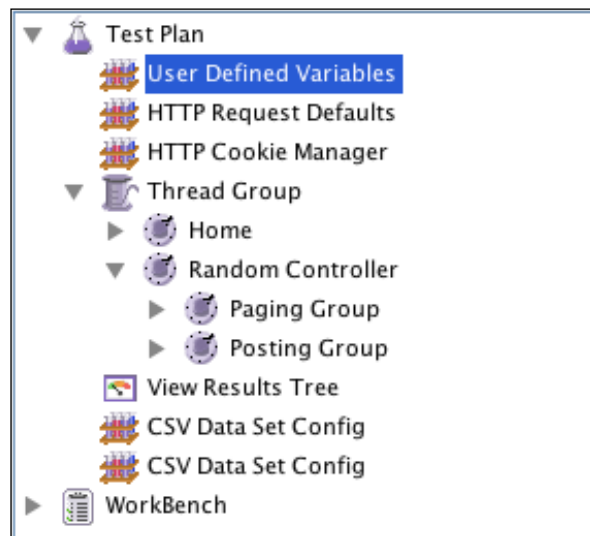 Test Plan
User Defined Variables
HTTP Request Defaults
HTTP Cookie Manager
Thread Group
Home
Random Controller
Paging Group
Posting Group
View Results Tree
CSV Data Set Config
CSV Data Set Config
WorkBench